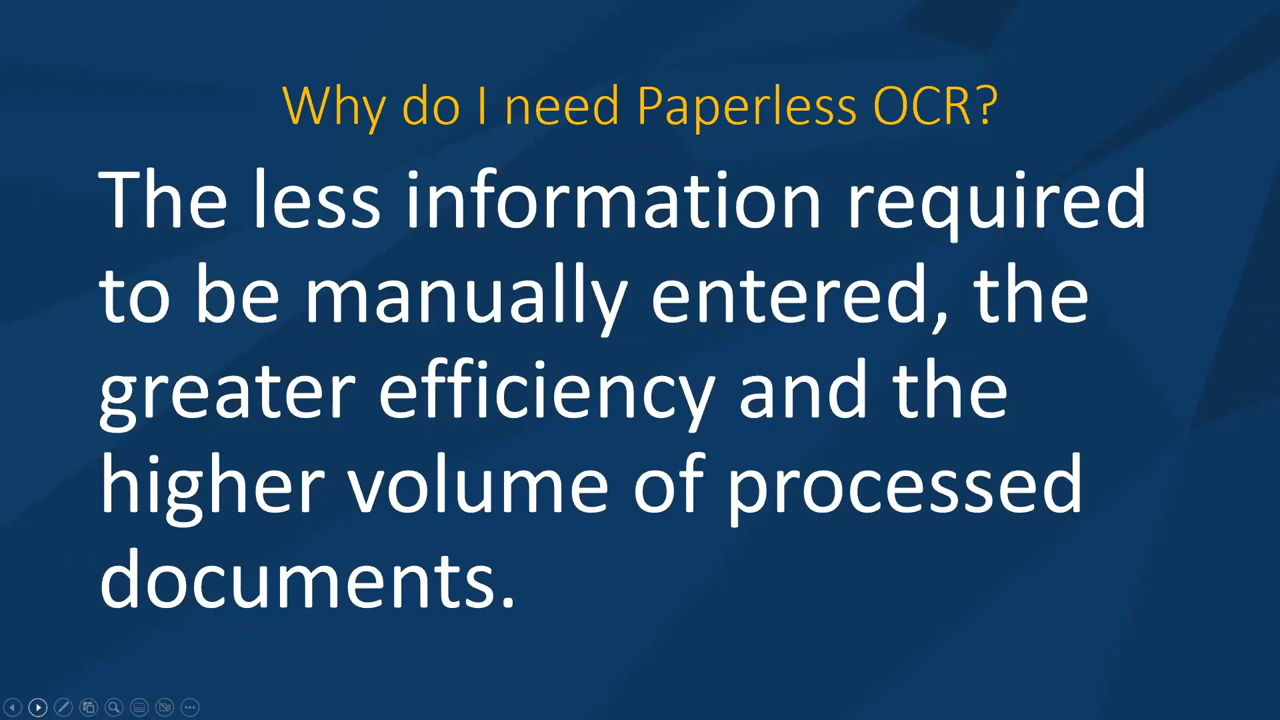 Why do I need Paperless OCR?
The less information required
to be manually entered, the
greater efficiency and the
higher volume of processed
documents.